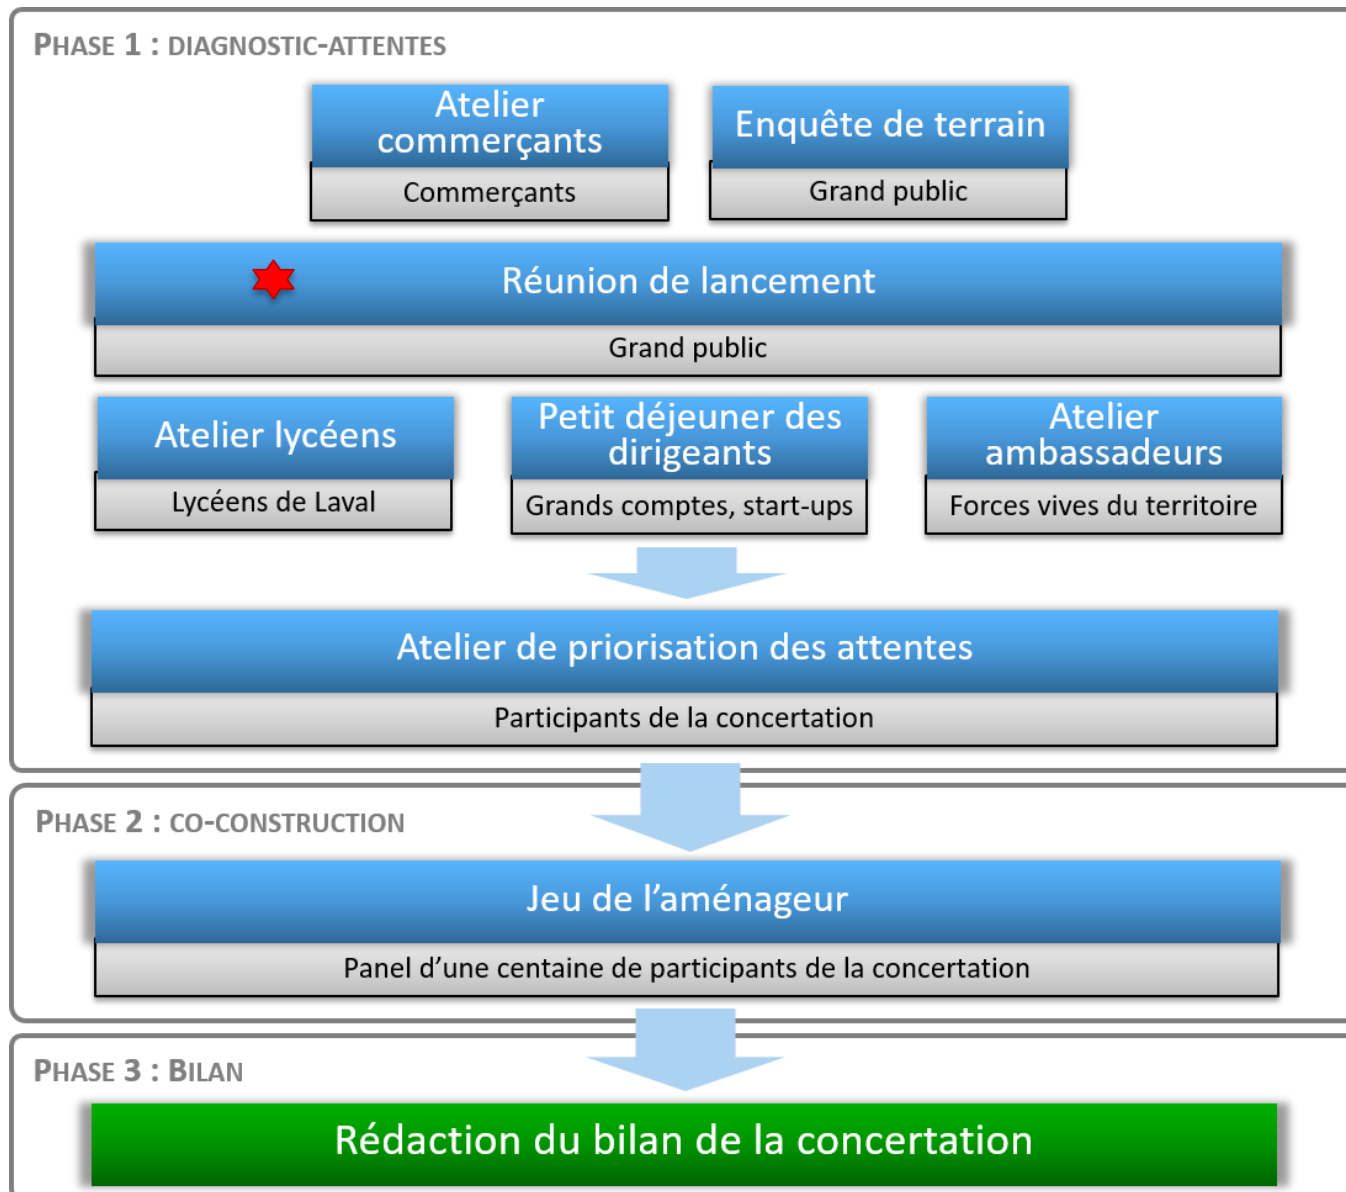 PHASE 1 : DIAGNOSTIC-ATTENTES
Atelier
commerçants
Commerçants
Enquête de terrain
Grand public
Réunion de lancement
Grand public
Atelier lycéens
Lycéens de Laval
Petit déjeuner des
dirigeants
Grands comptes, start-ups
Atelier
ambassadeurs
Forces vives du territoire
Atelier de priorisation des attentes
Participants de la concertation
PHASE 2 : CO-CONSTRUCTION
Jeu de l’aménageur
Panel d’une centaine de participants de la concertation
PHASE 3 : BILAN
Rédaction du bilan de la concertation